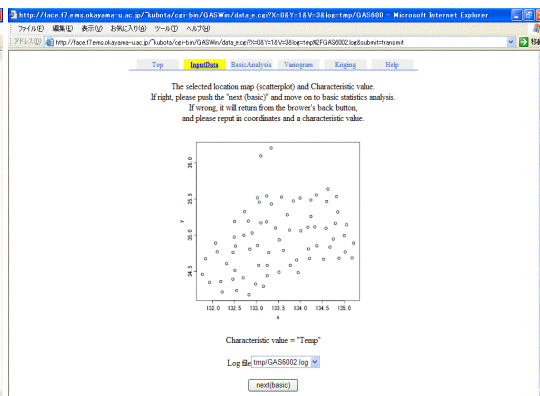 http://face.f7.ems.okayama-u.ac.jp/~kubota/cgi-bin/GASWin/data_e.cgi?X=0&Y=1&V=3&log=tmp/GAS600 - Microsoft Internet Explorer
ファイル(F) 編集(E) 表示(V) お気に入り(A) ツール(T) ヘルプ(H)
アドレス(D) http://face.f7.ems.okayama-u.ac.jp/~kubota/cgi-bin/GASWin/data_e.cgi?X=0&Y=1&V=3&log=tmp%2FGAS6002.log&submit=transmit
Top InputData BasicAnalysis Variogram Kriging Help
The selected location map (scatterplot) and Characteristic value.
If right, please push the "next (basic)" and move on to basic statistics analysis.
If wrong, it will return from the brower's back button,
and please reput in coordinates and a characteristic value.
36.0
35.5
y
35.0
34.5
132.0 132.5 133.0 133.5 134.0 134.5 135.0
x
Characteristic value = "Temp"
Log file tmp/GAS6002.log
next(basic)